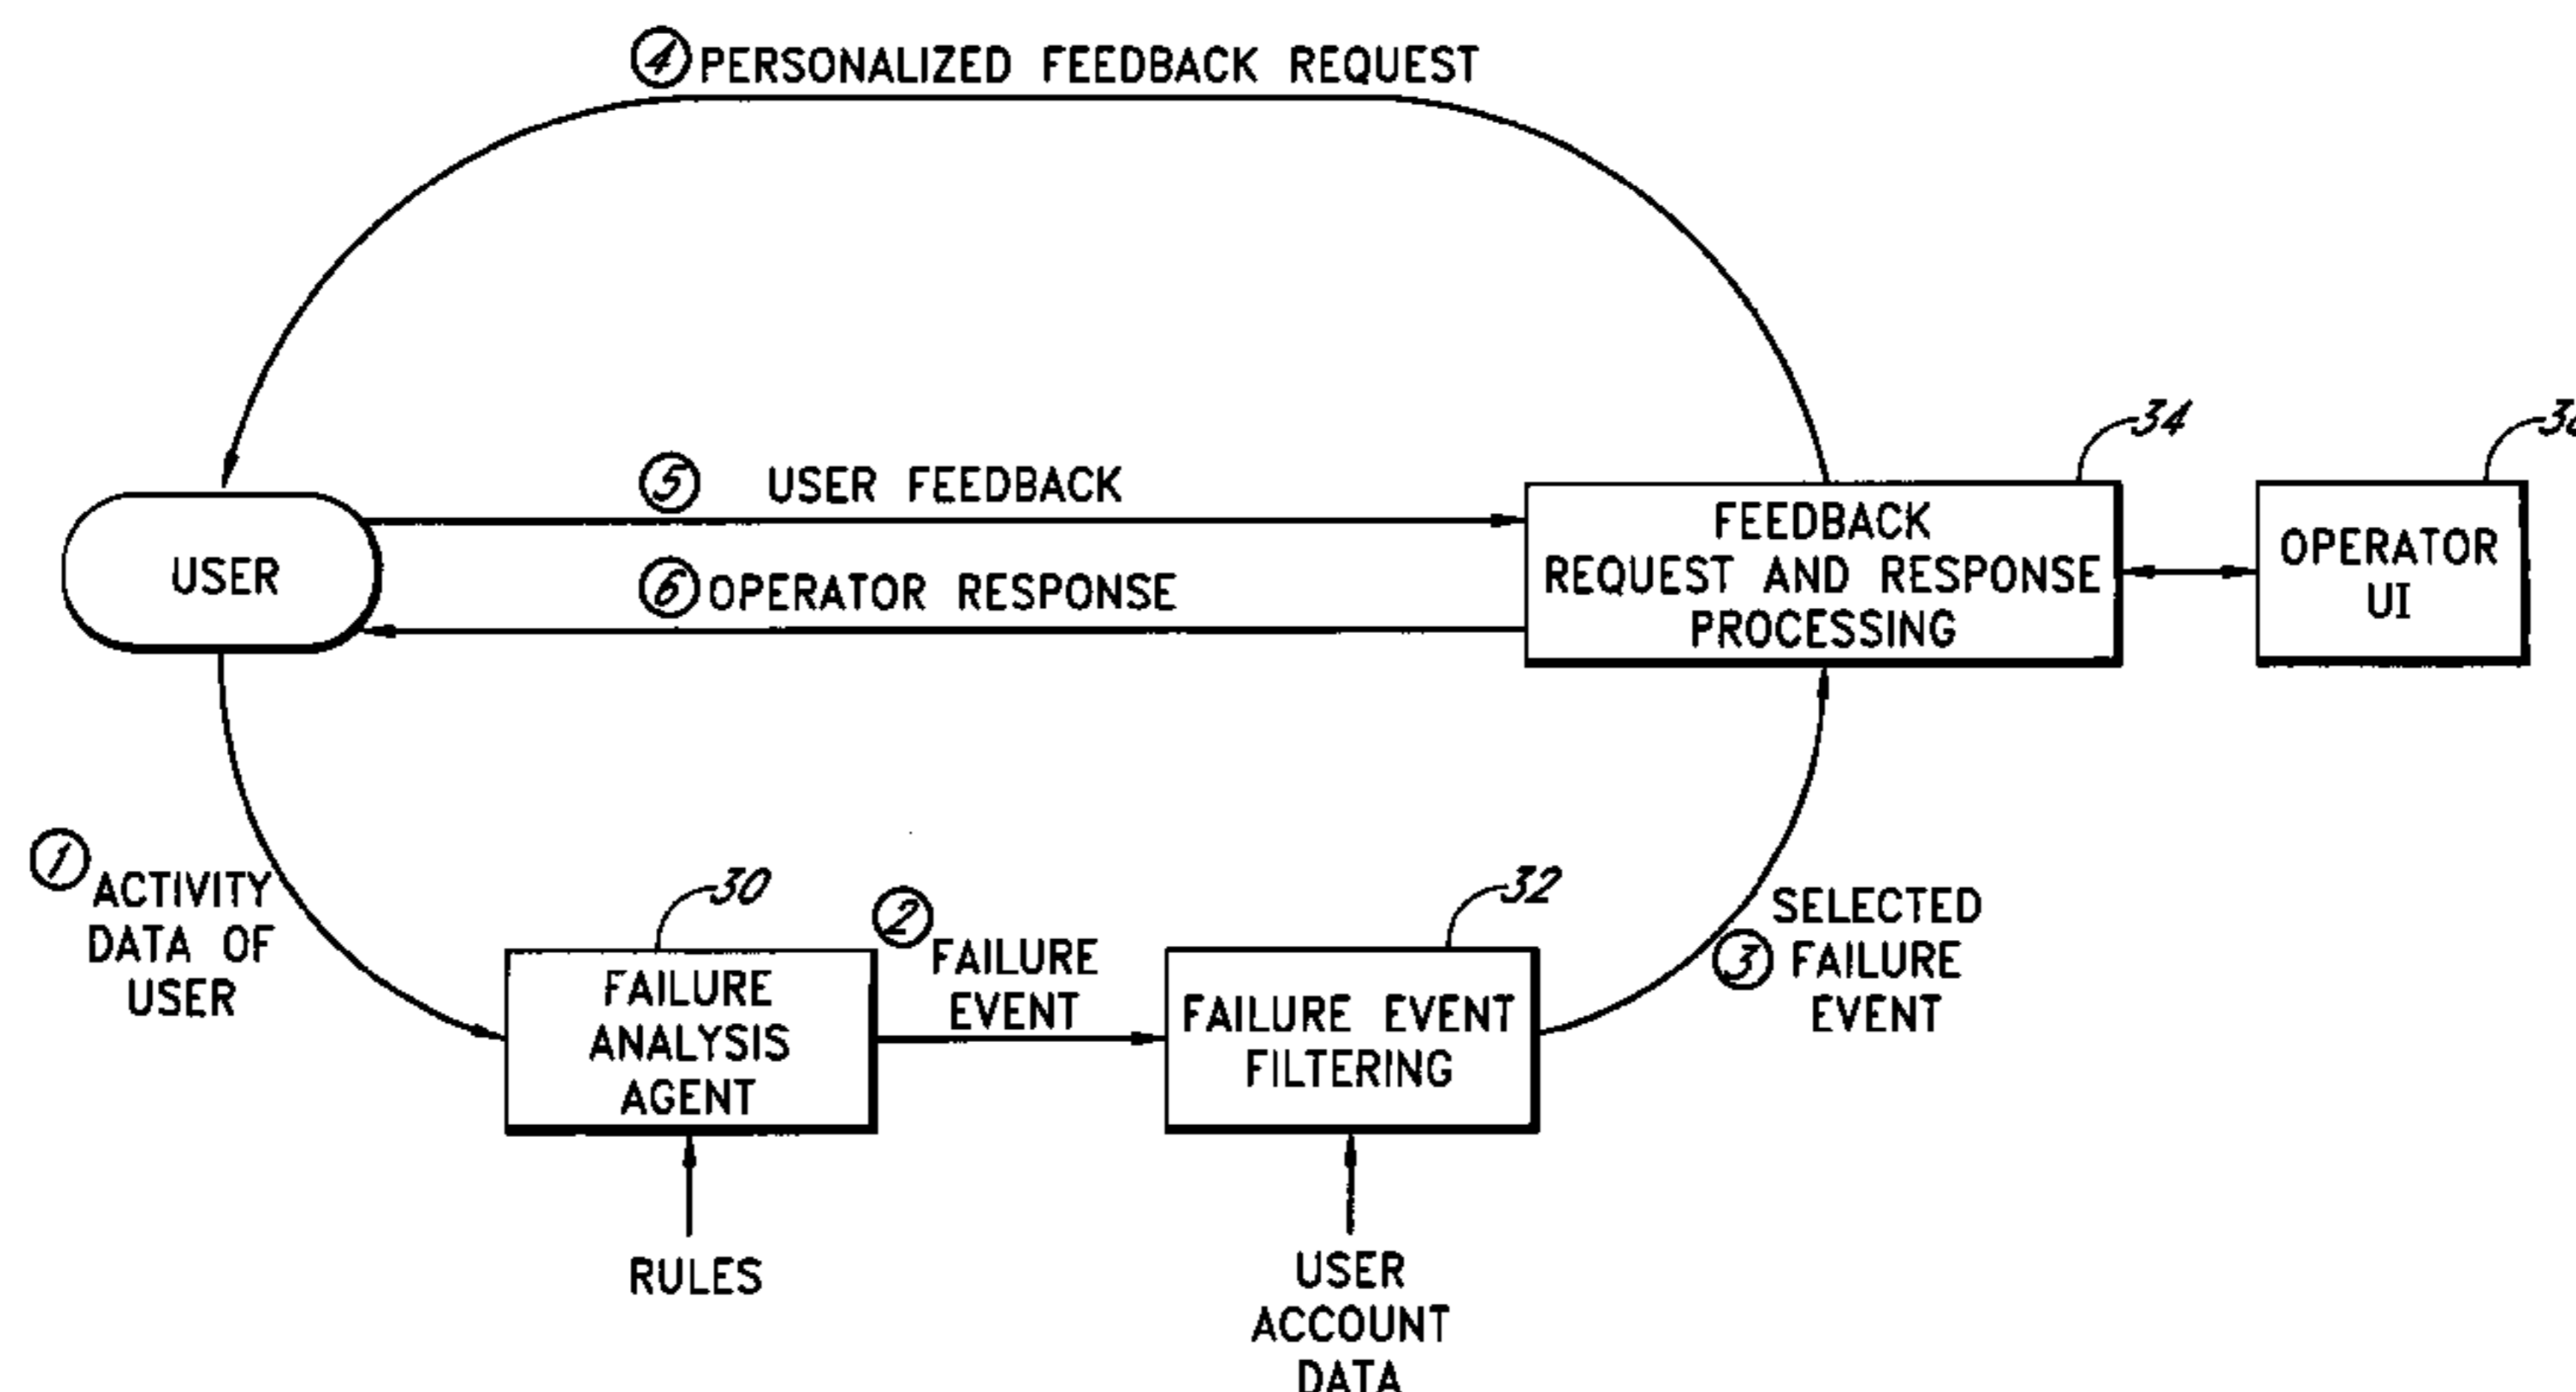 ④ PERSONALIZED FEEDBACK REQUEST
34
⑤ USER FEEDBACK
USER
⑥ OPERATOR RESPONSE
FEEDBACK
REQUEST AND RESPONSE
PROCESSING
OPERATOR
UI
①
ACTIVITY
DATA OF
USER
30
FAILURE
ANALYSIS
AGENT
②
FAILURE
EVENT
32
FAILURE EVENT
FILTERING
SELECTED
③ FAILURE
EVENT
RULES
USER
ACCOUNT
DATA